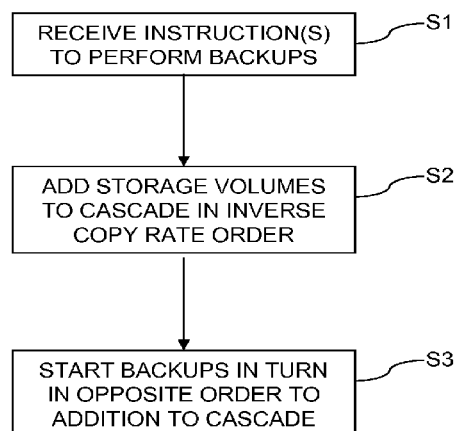 RECEIVE INSTRUCTION(S)
TO PERFORM BACKUPS
S1
ADD STORAGE VOLUMES
TO CASCADE IN INVERSE
COPY RATE ORDER
S2
START BACKUPS IN TURN
IN OPPOSITE ORDER TO
ADDITION TO CASCADE
S3